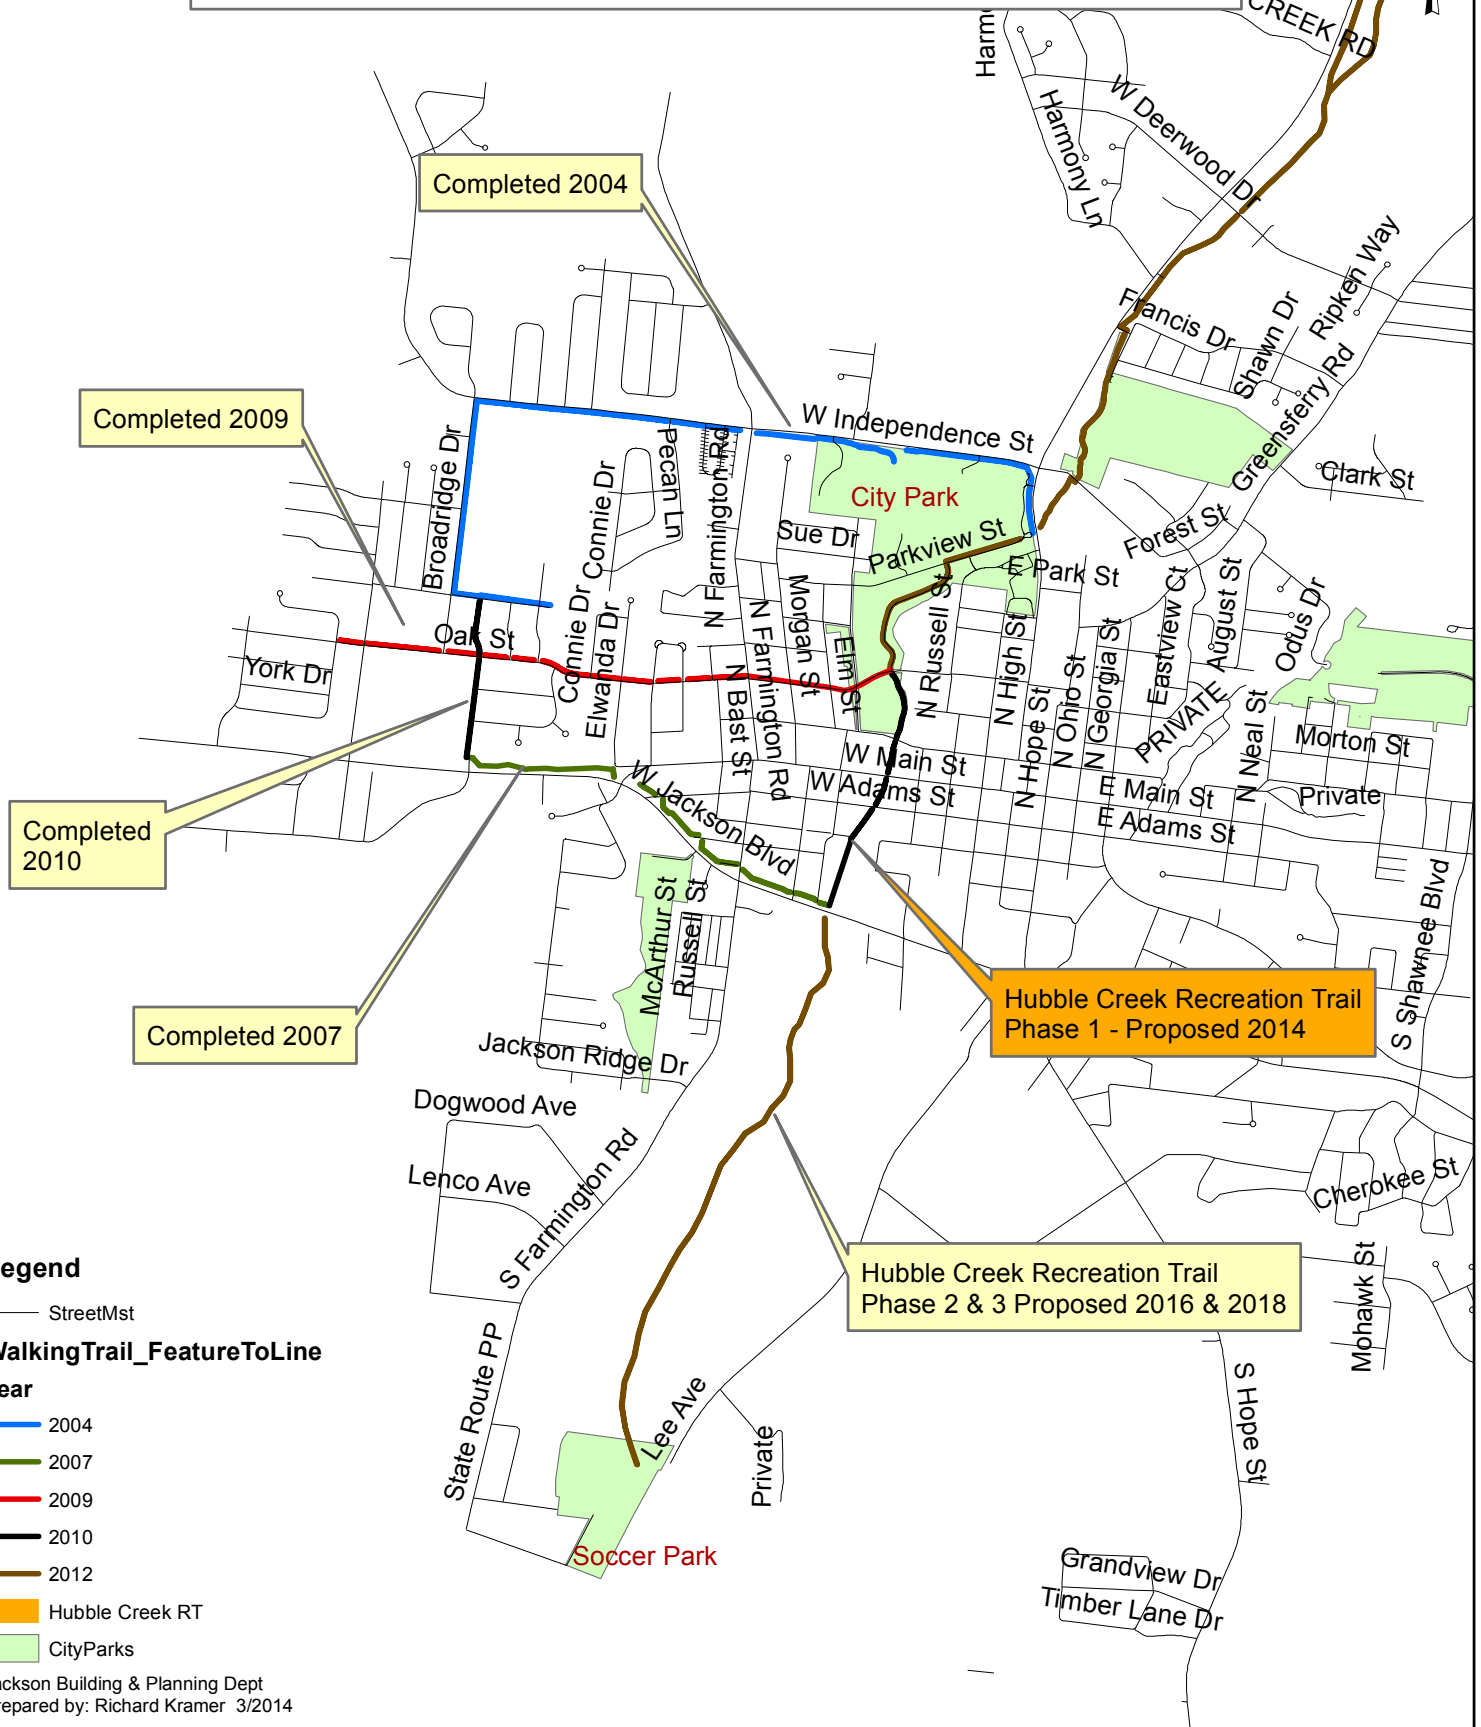 CREEK RD
Harmo
W Deerwood Dr
Harmony Ln
Completed 2004
Ripken Way
Francis Dr
Shawn Dr
Greensferry Rd
Completed 2009
W Independence St
Broadridge Dr
Pecan Ln
N Farmington Rd
Connie Dr
City Park
Clark St
Sue Dr
Parkview St
Forest St
E Park St
Oak St
York Dr
Connie Dr
Elwanda Dr
Morgan St
N Farmington Rd
N Bast St
Elm St
N Russell St
N High St
N Hope St
N Ohio St
N Georgia St
Eastview Ct
August St
Odus Dr
PRIVATE
N Neal St
Morton St
W Main St
W Adams St
E Main St
E Adams St
Private
W Jackson Blvd
Completed
2010
McArthur St
Russell St
S Shawnee Blvd
Hubble Creek Recreation Trail
Phase 1 - Proposed 2014
Completed 2007
Jackson Ridge Dr
Dogwood Ave
Lenco Ave
S Farmington Rd
Cherokee St
Hubble Creek Recreation Trail
Phase 2 & 3 Proposed 2016 & 2018
Mohawk St
State Route PP
Lee Ave
Private
S Hope St
Soccer Park
Grandview Dr
Timber Lane Dr
egend
StreetMst
WalkingTrail_FeatureToLine
ear
2004
2007
2009
2010
2012
Hubble Creek RT
CityParks
ackson Building & Planning Dept
repared by: Richard Kramer 3/2014